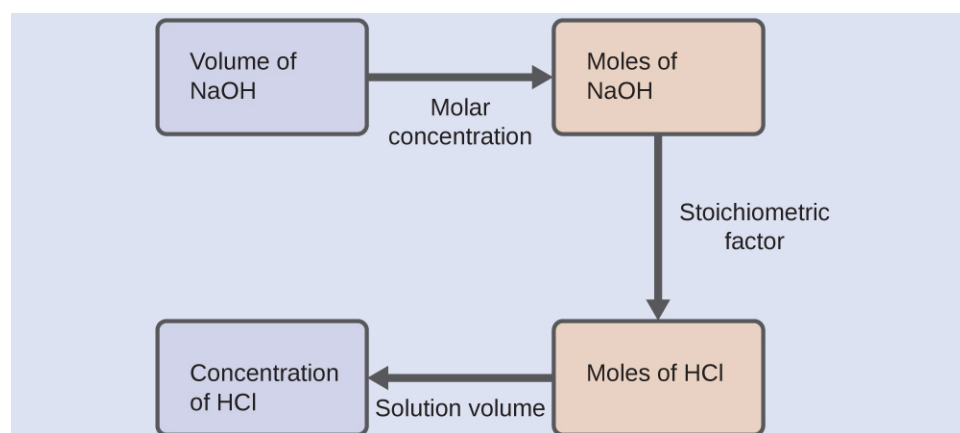 Volume of
NaOH
Molar
concentration
Moles of
NaOH
Stoichiometric
factor
Moles of HCl
Solution volume
Concentration
of HCl